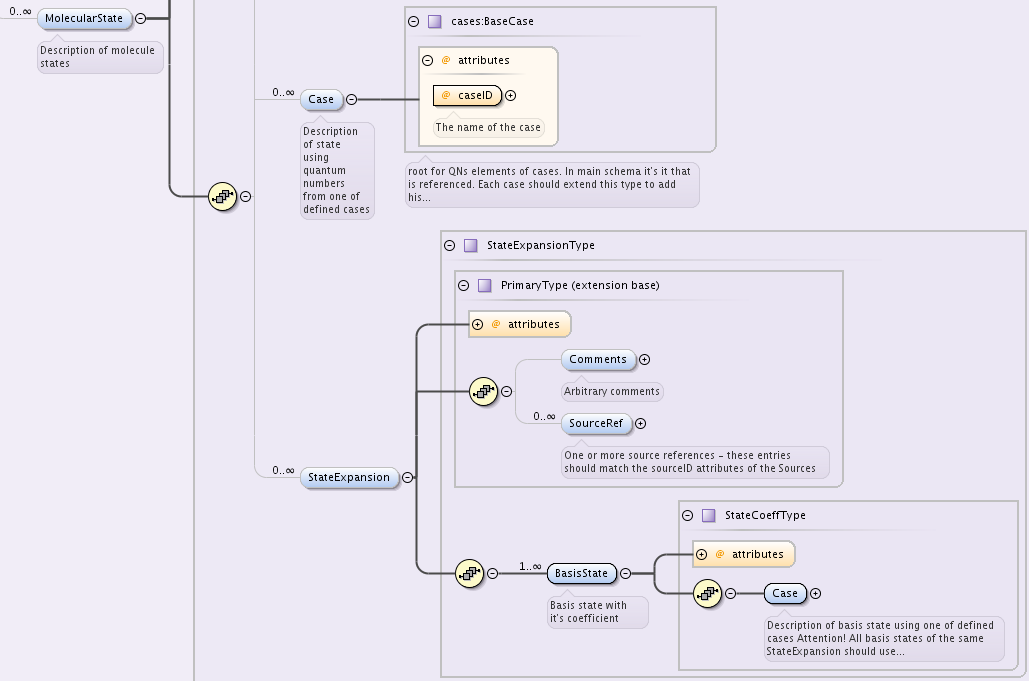 0..∞
MolecularState
Description of molecule
states
cases:BaseCase
@ attributes
0..∞
Case
@ caseID
The name of the case
Description
of state
using
quantum
numbers
from one of
defined cases
root for QNs elements of cases. In main schema it's it that
is referenced. Each case should extend this type to add
his...
StateExpansionType
PrimaryType (extension base)
@ attributes
Comments
Arbitrary comments
0..∞
SourceRef
One or more source references – these entries
should match the sourceID attributes of the Sources
0..∞
StateExpansion
StateCoeffType
@ attributes
1..∞
BasisState
Basis state with
it's coefficient
Case
Description of basis state using one of defined
cases Attention! All basis states of the same
StateExpansion should use...